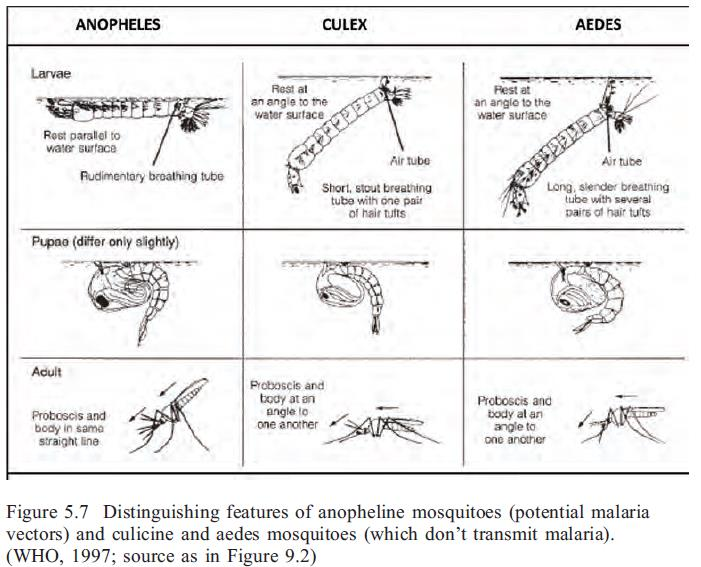 ANOPHELES
CULEX
AEDES
Larvae
Rest parallel to
water surface
Rudimentary breathing tube
Rest at
an angle to the
water surface
Air tube
Short, stout breathing
tube with one pair
of hair tufts
Rest at
an angle to the
water surface
Air tube
Long, slender breathing
tube with several
pairs of hair tufts
Pupae (differ only slightly)
Adult
Proboscis and
body in same
straight line
Proboscis and
body at an
angle to
one another
Proboscis and
body at an
angle to
one another
Figure 5.7 Distinguishing features of anopheline mosquitoes (potential malaria
vectors) and culicine and aedes mosquitoes (which don't transmit malaria).
(WHO, 1997; source as in Figure 9.2)